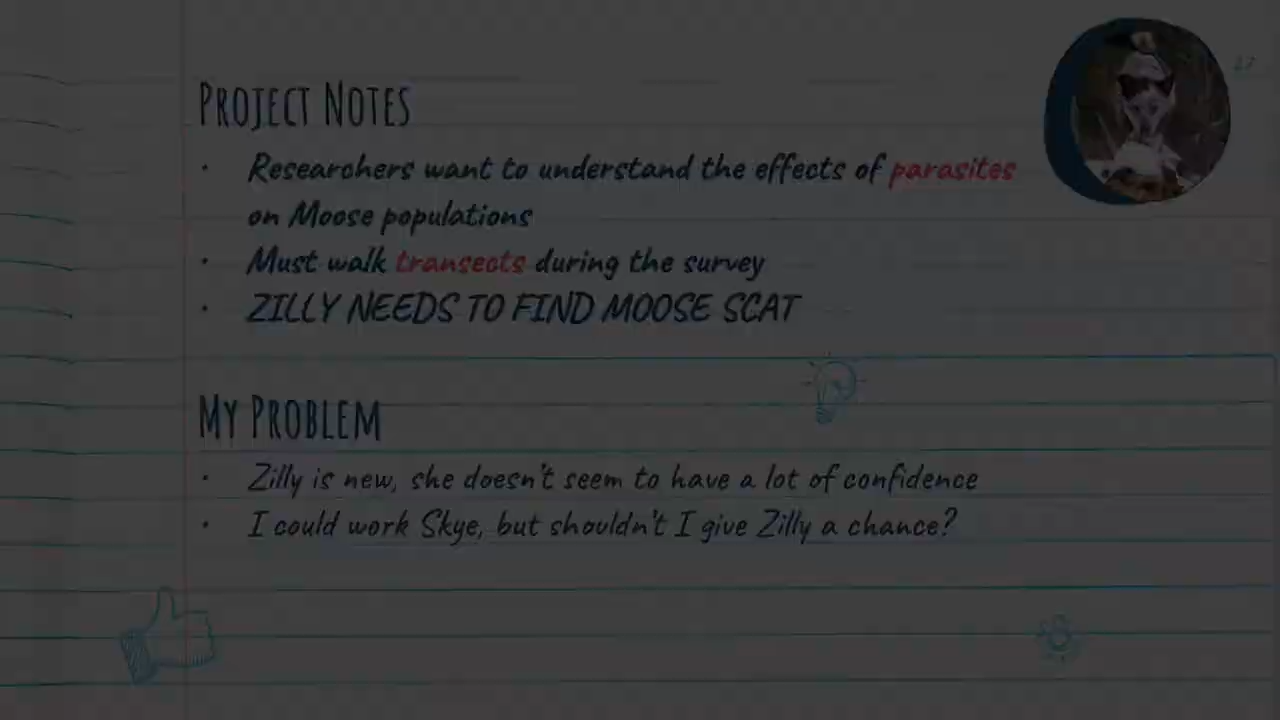 27
PROJECT NOTES
• Researchers want to understand the effects of parasites
on Moose populations
• Must walk transects during the survey
• ZILLY NEEDS TO FIND MOOSE SCAT
MY PROBLEM
• Zilly is new, she doesn't seem to have a lot of confidence
• I could work Skye, but shouldn't I give Zilly a chance?